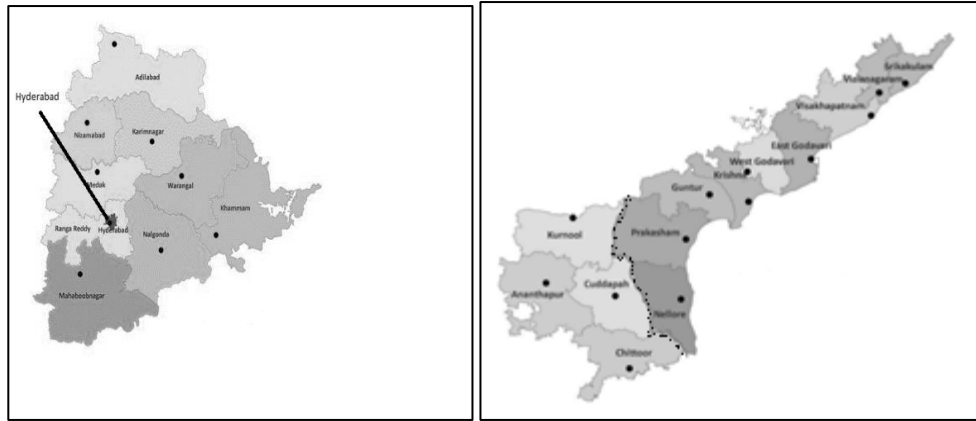 Adilabad
Hyderabad
Nizamabad
Karimnagar
Medak
Warangal
Khammam
Ranga Reddy
Hyderabad
Nalgonda
Mahaboobnagar
Srikakulam
Vizianagaram
Visakhapatnam
East Godavari
West Godavari
Krishna
Guntur
Kurnool
Prakasham
Cuddapah
Ananthapur
Nellore
Chittoor